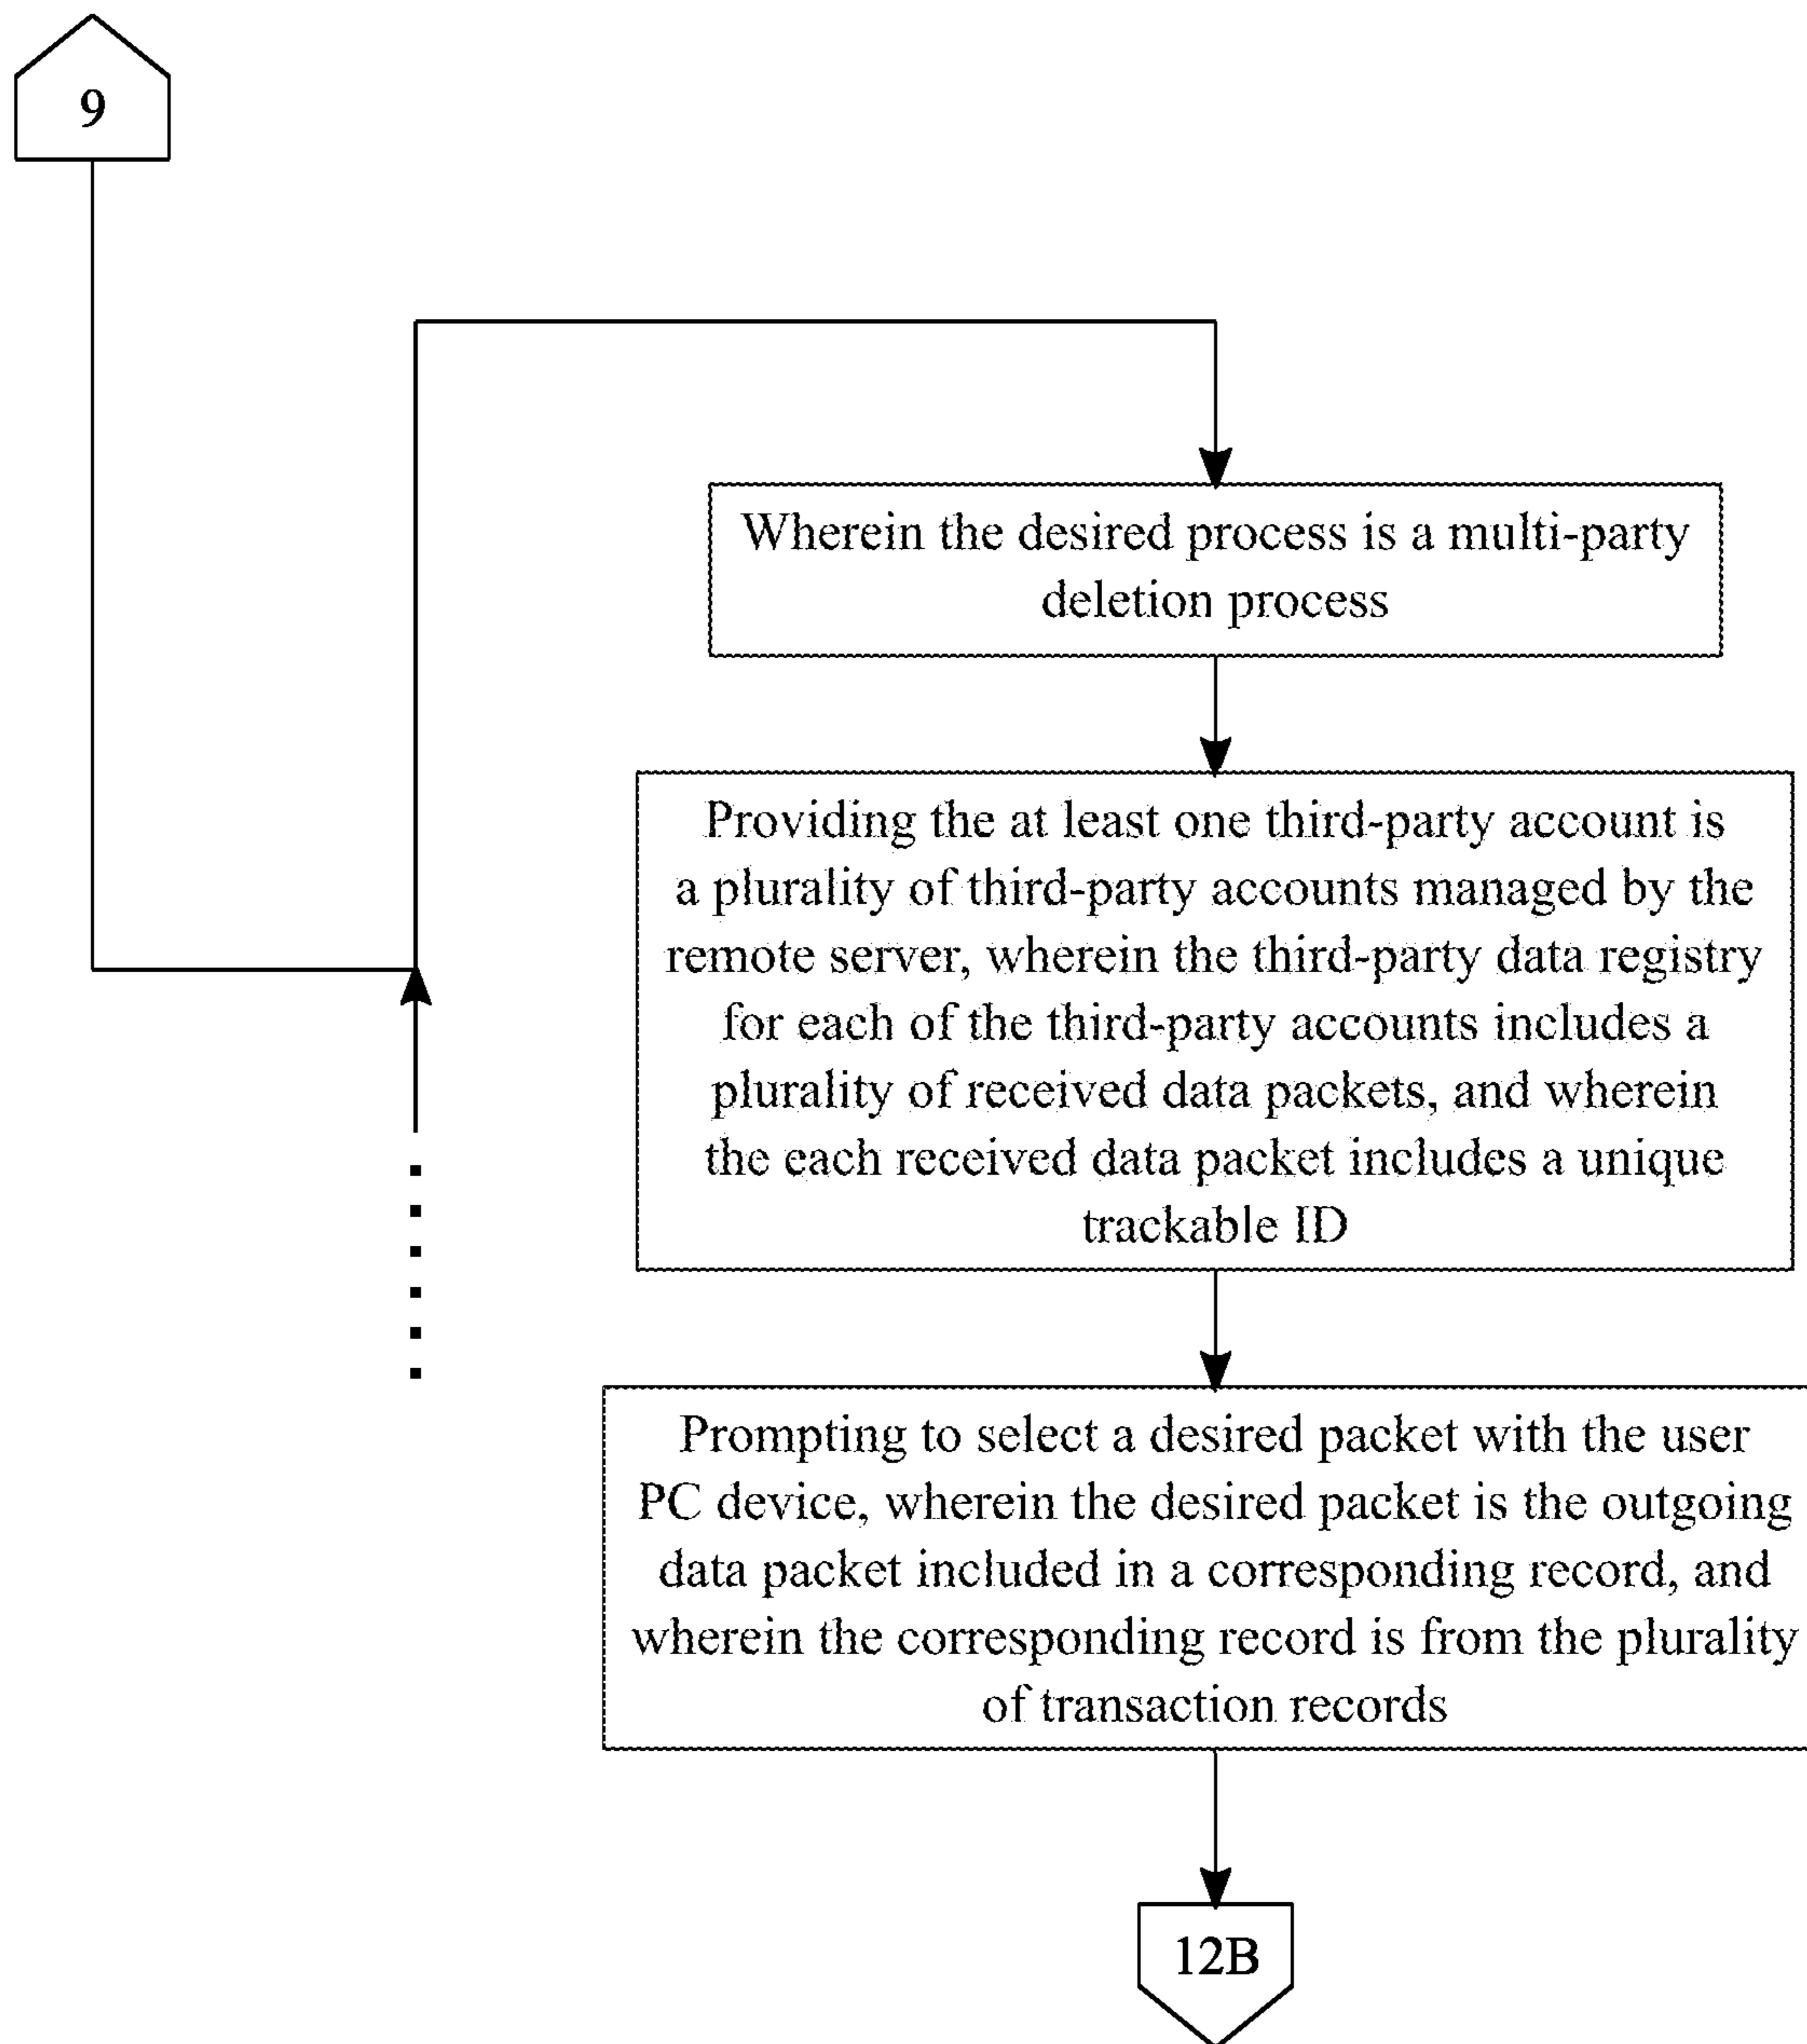 9
Wherein the desired process is a multi-party
deletion process
Providing the at least one third-party account is
a plurality of third-party accounts managed by the
remote server, wherein the third-party data registry
for each of the third-party accounts includes a
plurality of received data packets, and wherein
the each received data packet includes a unique
trackable ID
Prompting to select a desired packet with the user
PC device, wherein the desired packet is the outgoing
data packet included in a corresponding record, and
wherein the corresponding record is from the plurality
of transaction records
12B